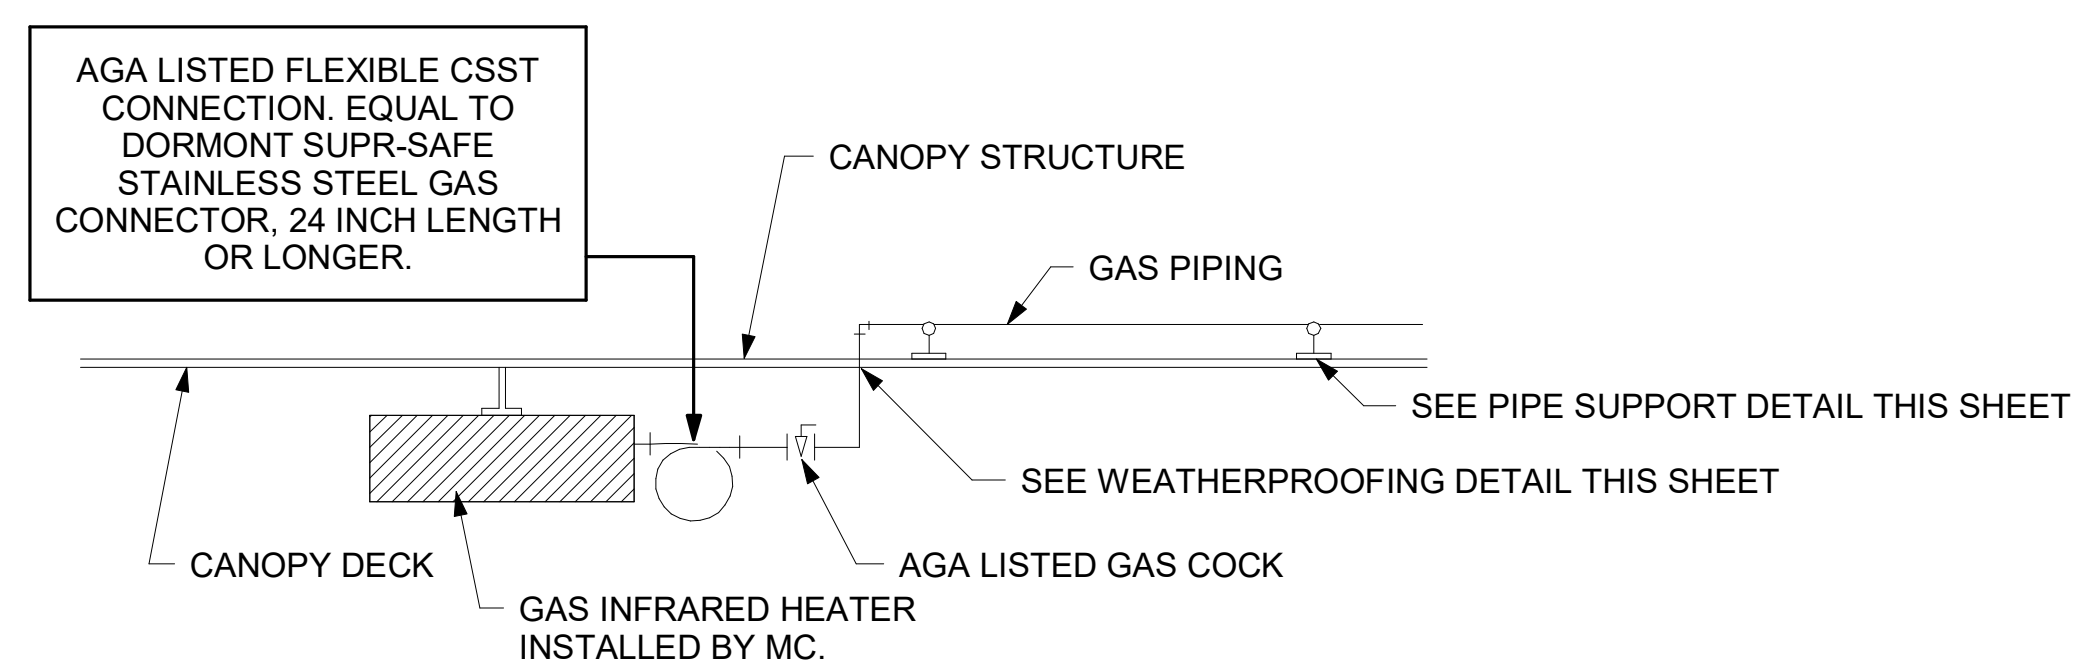 AGA LISTED FLEXIBLE CSST
CONNECTION. EQUAL TO
DORMONT SUPR-SAFE
STAINLESS STEEL GAS
CONNECTOR, 24 INCH LENGTH
OR LONGER.
CANOPY STRUCTURE
GAS PIPING
SEE PIPE SUPPORT DETAIL THIS SHEET
SEE WEATHERPROOFING DETAIL THIS SHEET
CANOPY DECK
AGA LISTED GAS COCK
GAS INFRARED HEATER
INSTALLED BY MC.